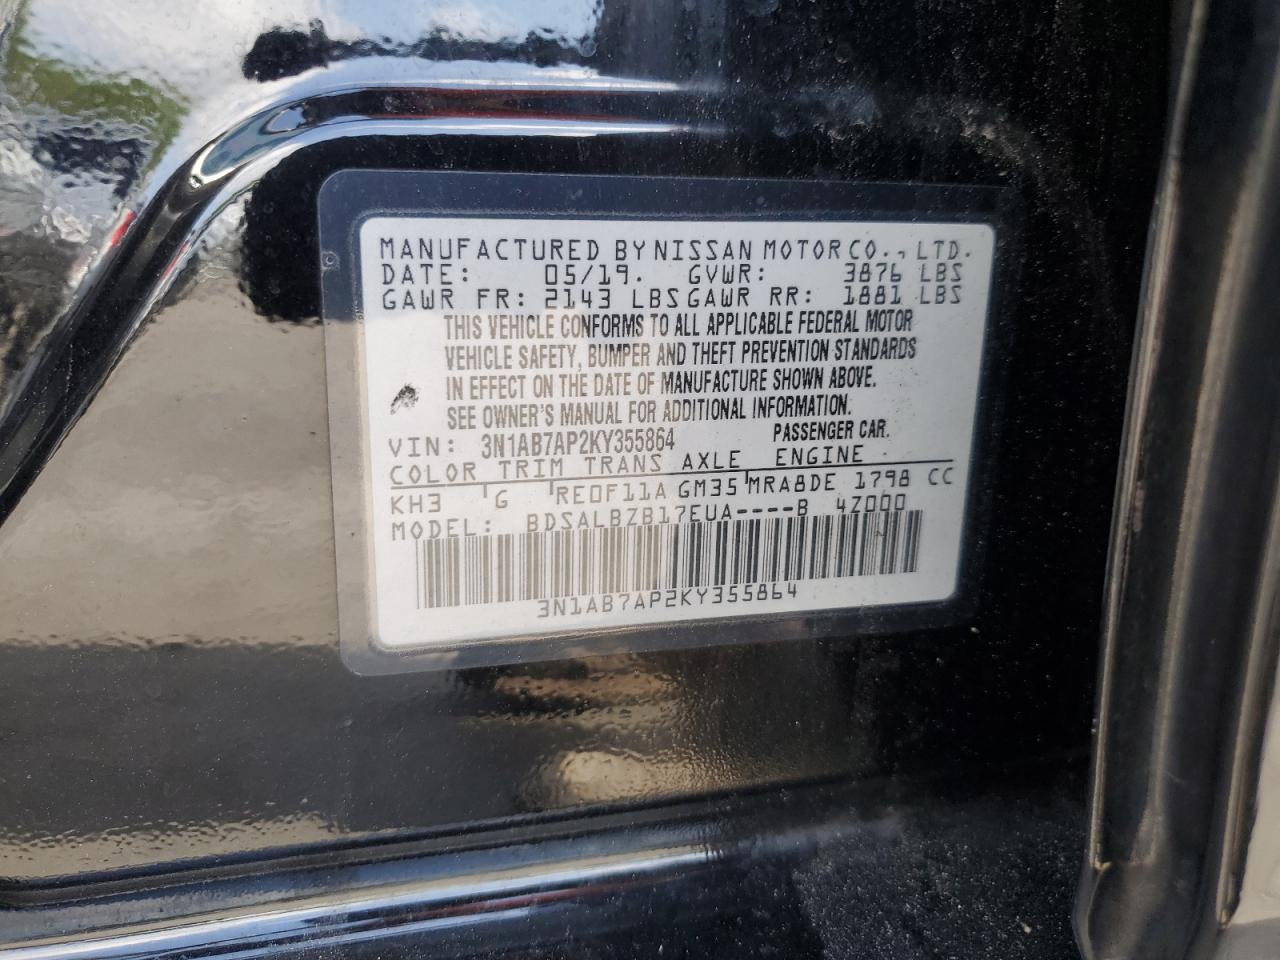 MANUFACTURED BY NISSAN MOTOR CO., LTD.
DATE: 05/19. GVWR: 3876 LBS
GAWR FR: 2143 LBS GAWR RR: 1881 LBS
THIS VEHICLE CONFORMS TO ALL APPLICABLE FEDERAL MOTOR
VEHICLE SAFETY, BUMPER AND THEFT PREVENTION STANDARDS
IN EFFECT ON THE DATE OF MANUFACTURE SHOWN ABOVE.
SEE OWNER'S MANUAL FOR ADDITIONAL INFORMATION.
VIN: 3N1AB7AP2KY355864 PASSENGER CAR.
COLOR TRIM TRANS AXLE ENGINE
KH3 G RE0F11A GM35 MRA8DE 1798 CC
MODEL: BDSALBZB17EUA----B 4Z000
3N1AB7AP2KY355864